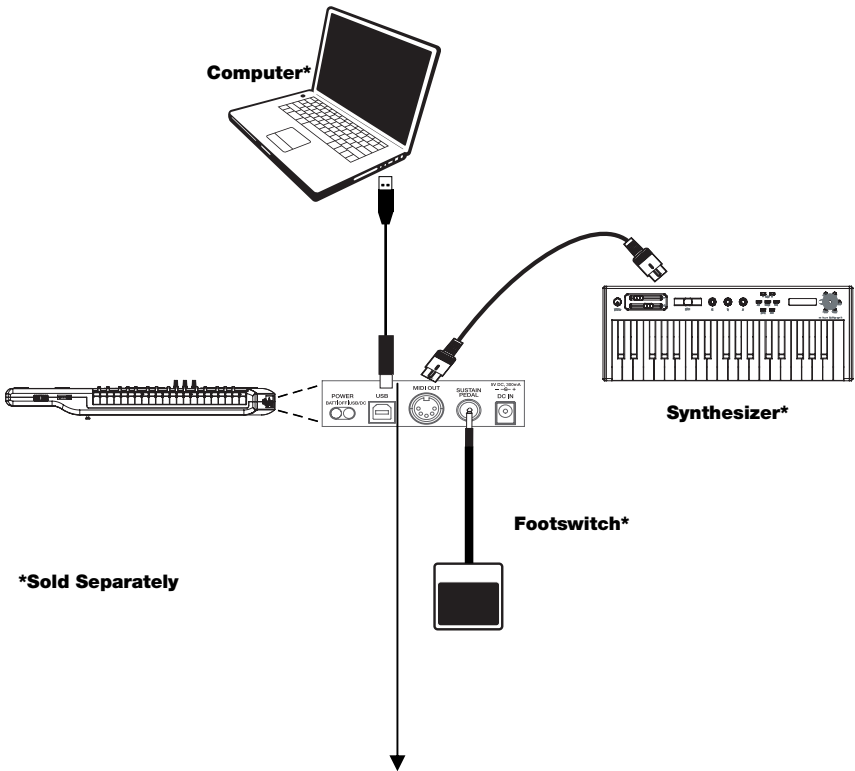 Computer*
POWER
BATT|OFF|USB/DC
USB
MIDI OUT
SUSTAIN
PEDAL
DC IN
Synthesizer*
Footswitch*
*Sold Separately